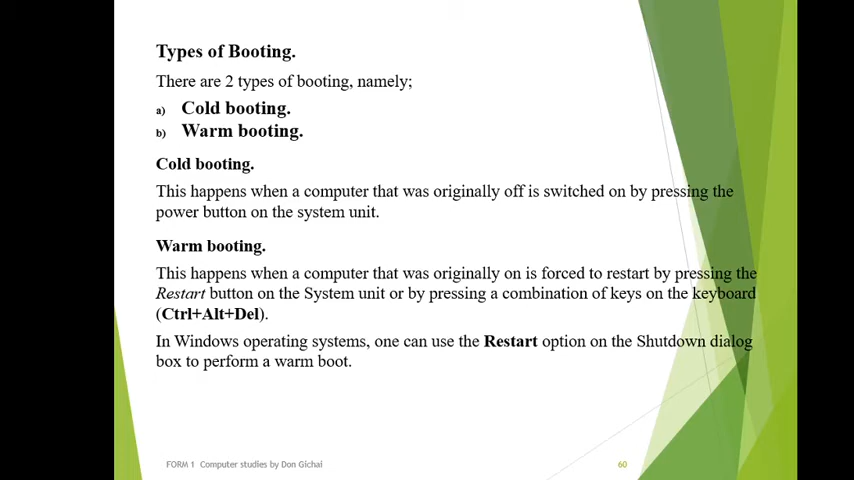 Types of Booting.
There are 2 types of booting, namely;
a) Cold booting.
b) Warm booting.
Cold booting.
This happens when a computer that was originally off is switched on by pressing the
power button on the system unit.
Warm booting.
This happens when a computer that was originally on is forced to restart by pressing the
Restart button on the System unit or by pressing a combination of keys on the keyboard
(Ctrl+Alt+Del).
In Windows operating systems, one can use the Restart option on the Shutdown dialog
box to perform a warm boot.
FORM 1 Computer studies by Don Gichai
60